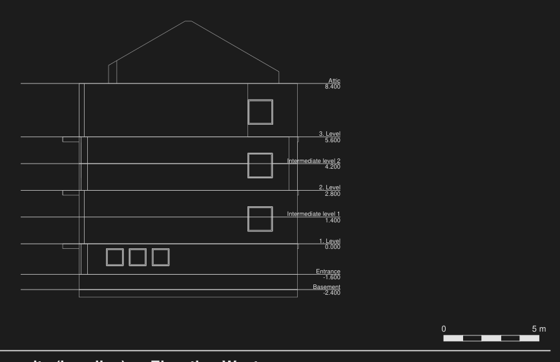 Attic
8.400
3. Level
5.600
Intermediate level 2
4.200
2. Level
2.800
Intermediate level 1
1.400
1. Level
0.000
Entrance
-1.600
Basement
-2.400
0 5 m